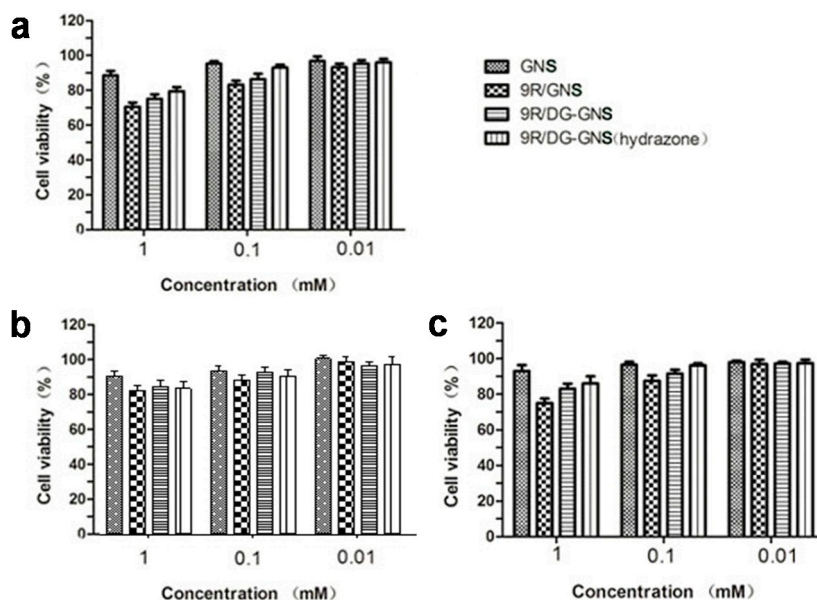 a
120
100
80
60
40
20
0
Cell viability (%)
1 0.1 0.01
Concentration (mM)
GNS
9R/GNS
9R/DG-GNS
9R/DG-GNS(hydrazone)
b
120
100
80
60
40
20
0
Cell viability (%)
1 0.1 0.01
Concentration (mM)
c
120
100
80
60
40
20
0
Cell viability (%)
1 0.1 0.01
Concentration (mM)